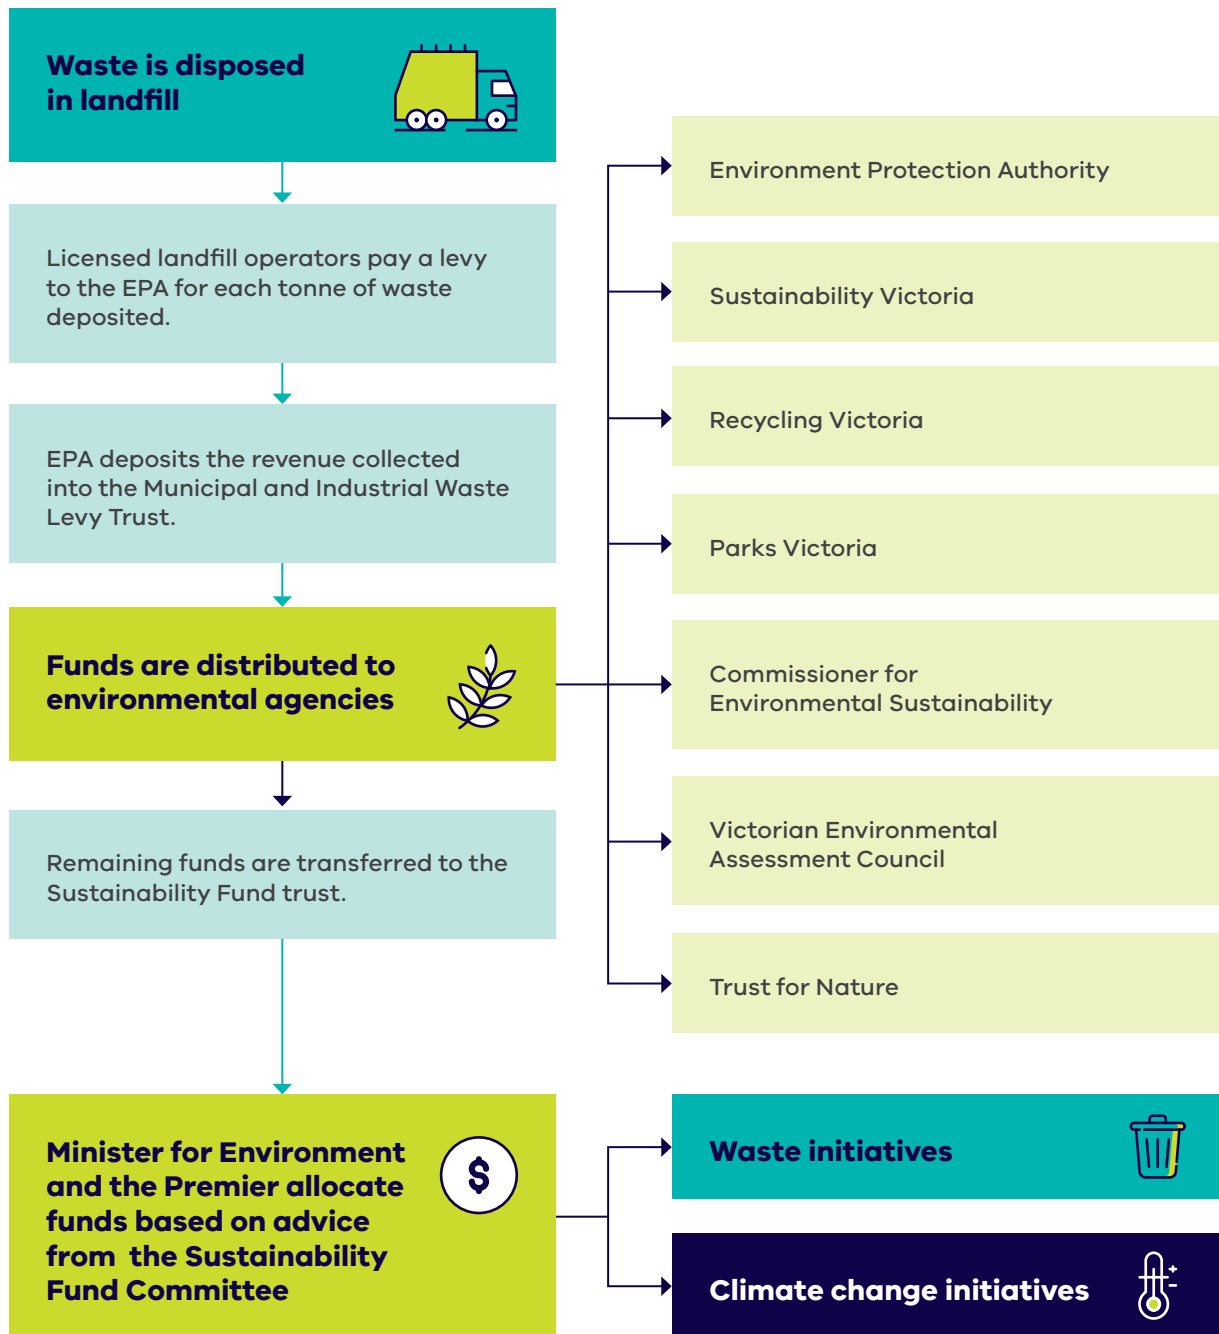 Waste is disposed
in landfill
Licensed landfill operators pay a levy
to the EPA for each tonne of waste
deposited.
EPA deposits the revenue collected
into the Municipal and Industrial Waste
Levy Trust.
Funds are distributed to
environmental agencies
Environment Protection Authority
Sustainability Victoria
Recycling Victoria
Parks Victoria
Commissioner for
Environmental Sustainability
Victorian Environmental
Assessment Council
Trust for Nature
Remaining funds are transferred to the
Sustainability Fund trust.
Minister for Environment
and the Premier allocate
funds based on advice
from the Sustainability
Fund Committee
$
Waste initiatives
Climate change initiatives